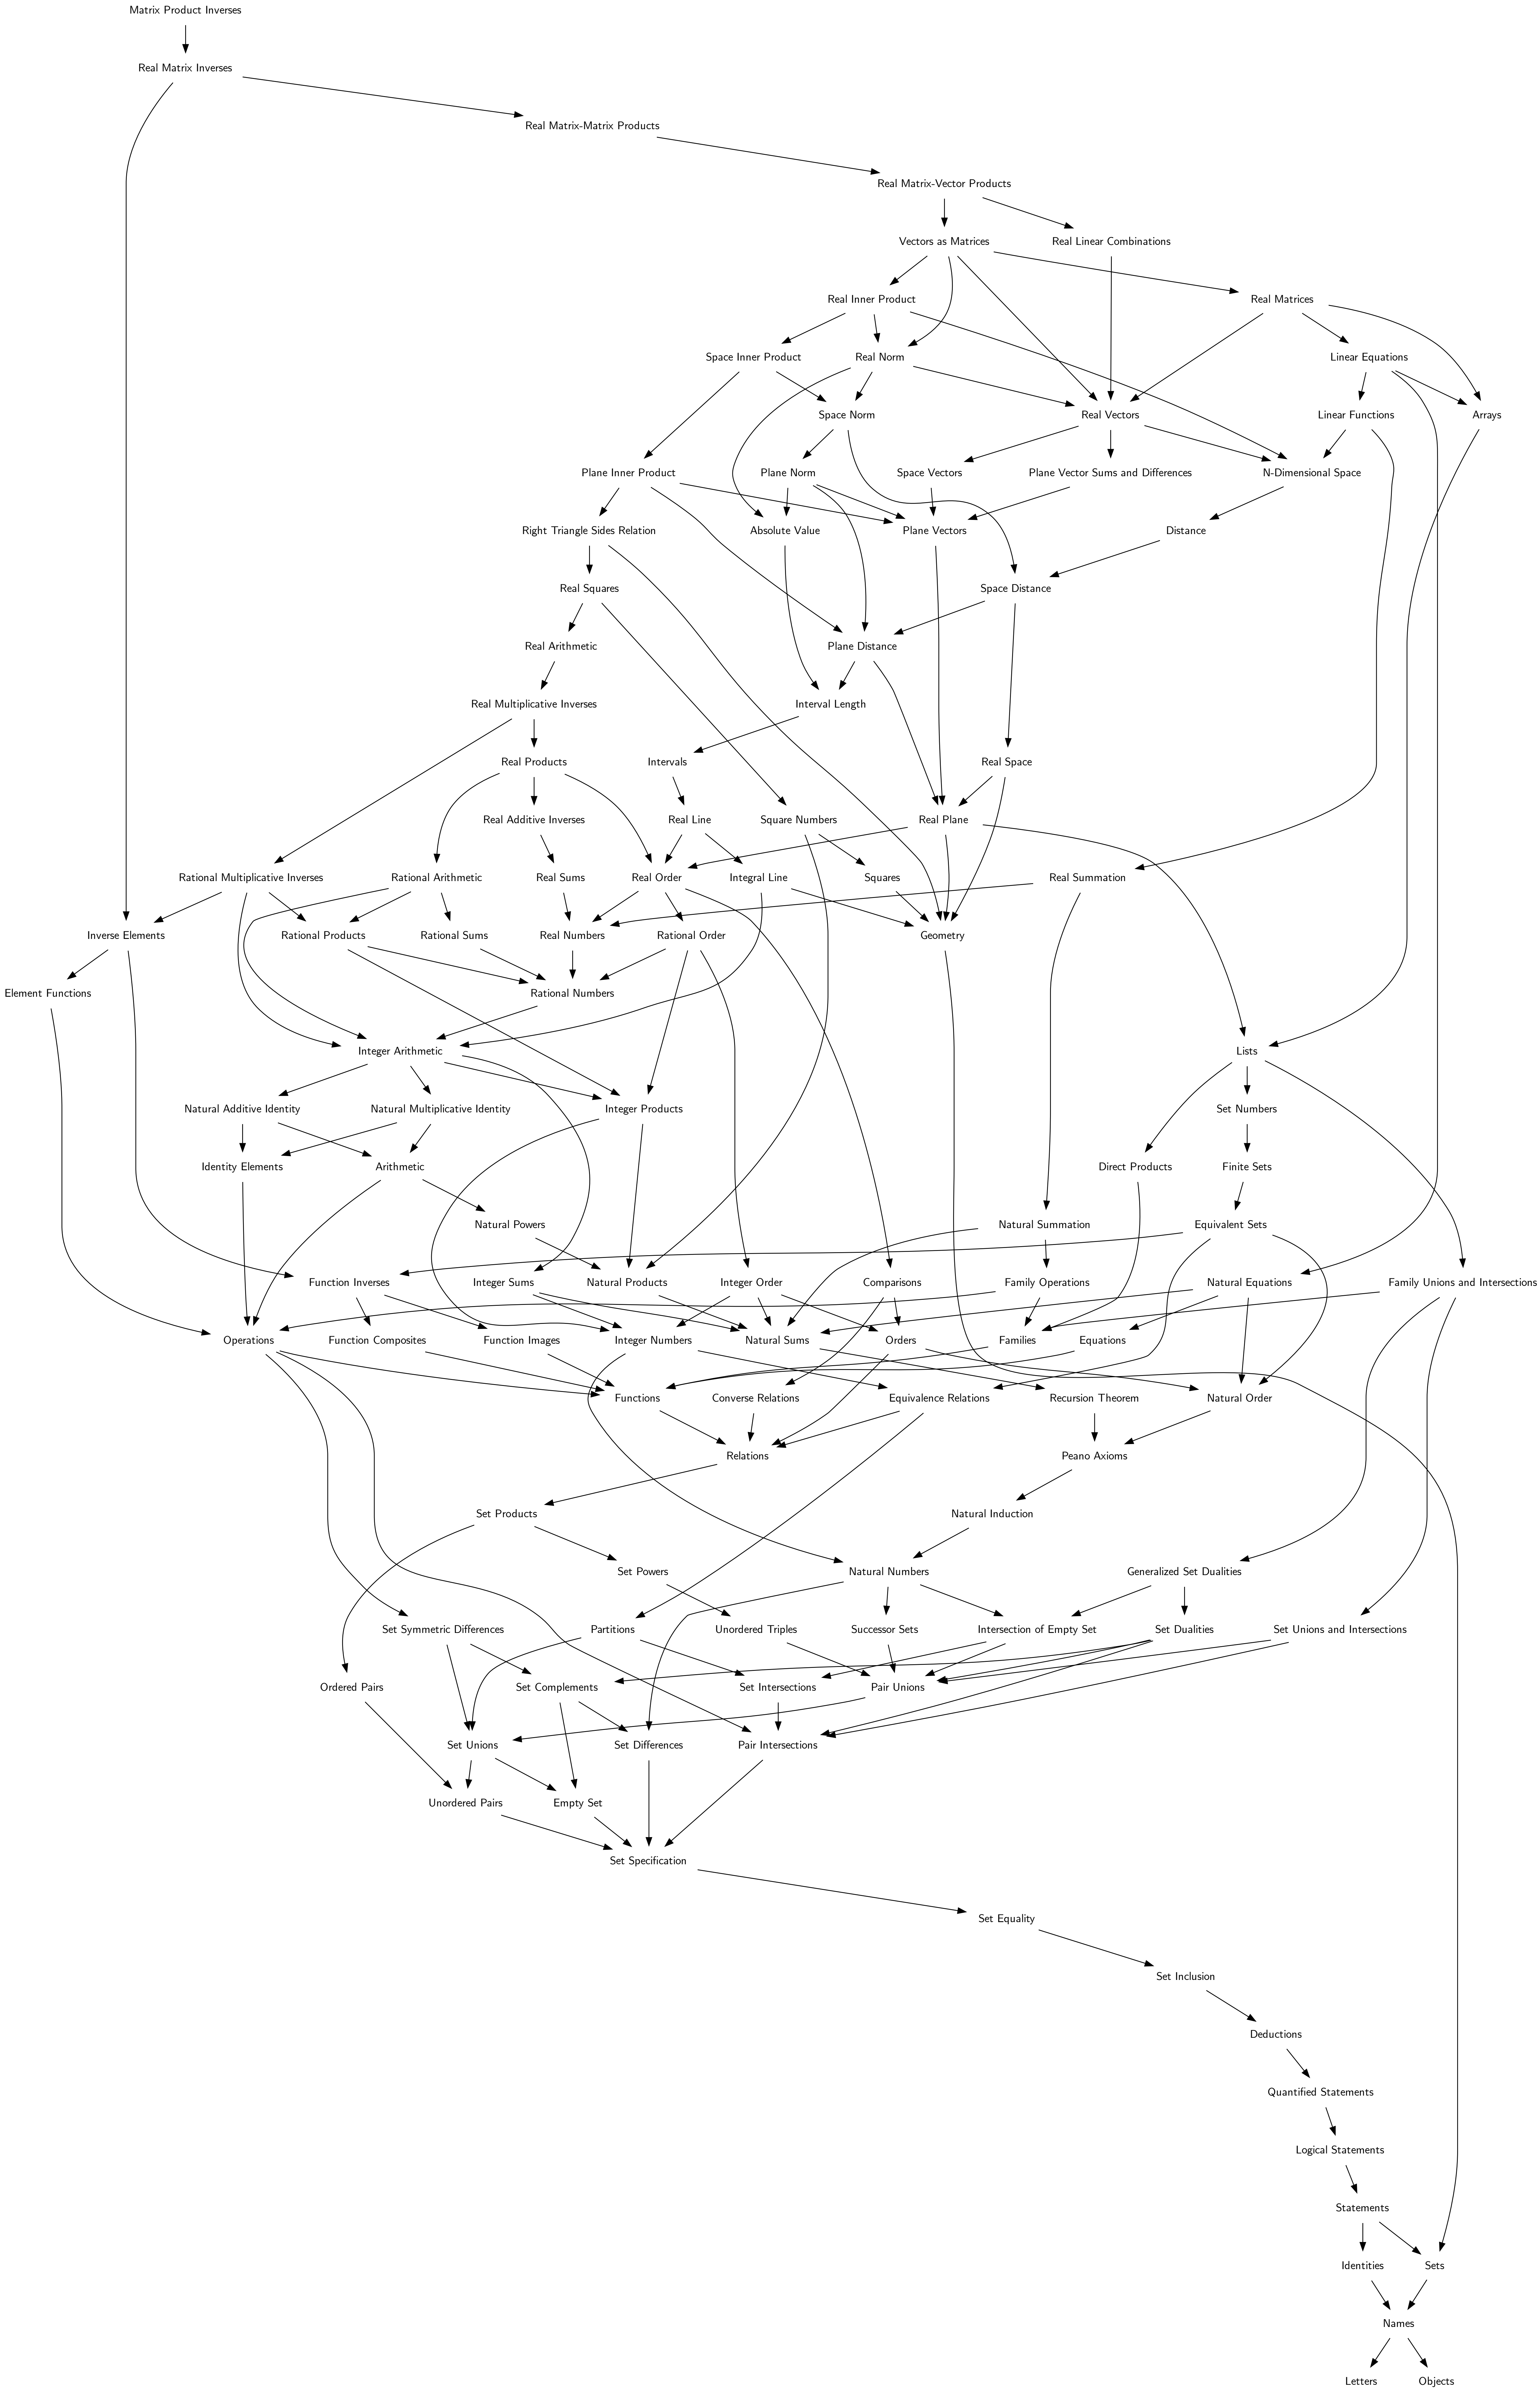 Matrix Product Inverses
Real Matrix Inverses
Real Matrix-Matrix Products
Real Matrix-Vector Products
Vectors as Matrices
Real Linear Combinations
Real Inner Product
Real Matrices
Space Inner Product
Real Norm
Linear Equations
Space Norm
Real Vectors
Linear Functions
Arrays
Plane Inner Product
Plane Norm
Space Vectors
Plane Vector Sums and Differences
N-Dimensional Space
Right Triangle Sides Relation
Absolute Value
Plane Vectors
Distance
Real Squares
Space Distance
Real Arithmetic
Plane Distance
Real Multiplicative Inverses
Interval Length
Real Products
Intervals
Real Space
Real Additive Inverses
Real Line
Square Numbers
Real Plane
Rational Multiplicative Inverses
Rational Arithmetic
Real Sums
Real Order
Integral Line
Squares
Real Summation
Inverse Elements
Rational Products
Rational Sums
Real Numbers
Rational Order
Geometry
Element Functions
Rational Numbers
Integer Arithmetic
Lists
Natural Additive Identity
Natural Multiplicative Identity
Integer Products
Set Numbers
Identity Elements
Arithmetic
Direct Products
Finite Sets
Natural Powers
Natural Summation
Equivalent Sets
Function Inverses
Integer Sums
Natural Products
Integer Order
Comparisons
Family Operations
Natural Equations
Family Unions and Intersections
Operations
Function Composites
Function Images
Integer Numbers
Natural Sums
Orders
Families
Equations
Functions
Converse Relations
Equivalence Relations
Recursion Theorem
Natural Order
Relations
Peano Axioms
Set Products
Natural Induction
Set Powers
Natural Numbers
Generalized Set Dualities
Set Symmetric Differences
Partitions
Unordered Triples
Successor Sets
Intersection of Empty Set
Set Dualities
Set Unions and Intersections
Ordered Pairs
Set Complements
Set Intersections
Pair Unions
Set Unions
Set Differences
Pair Intersections
Unordered Pairs
Empty Set
Set Specification
Set Equality
Set Inclusion
Deductions
Quantified Statements
Logical Statements
Statements
Identities
Sets
Names
Letters
Objects